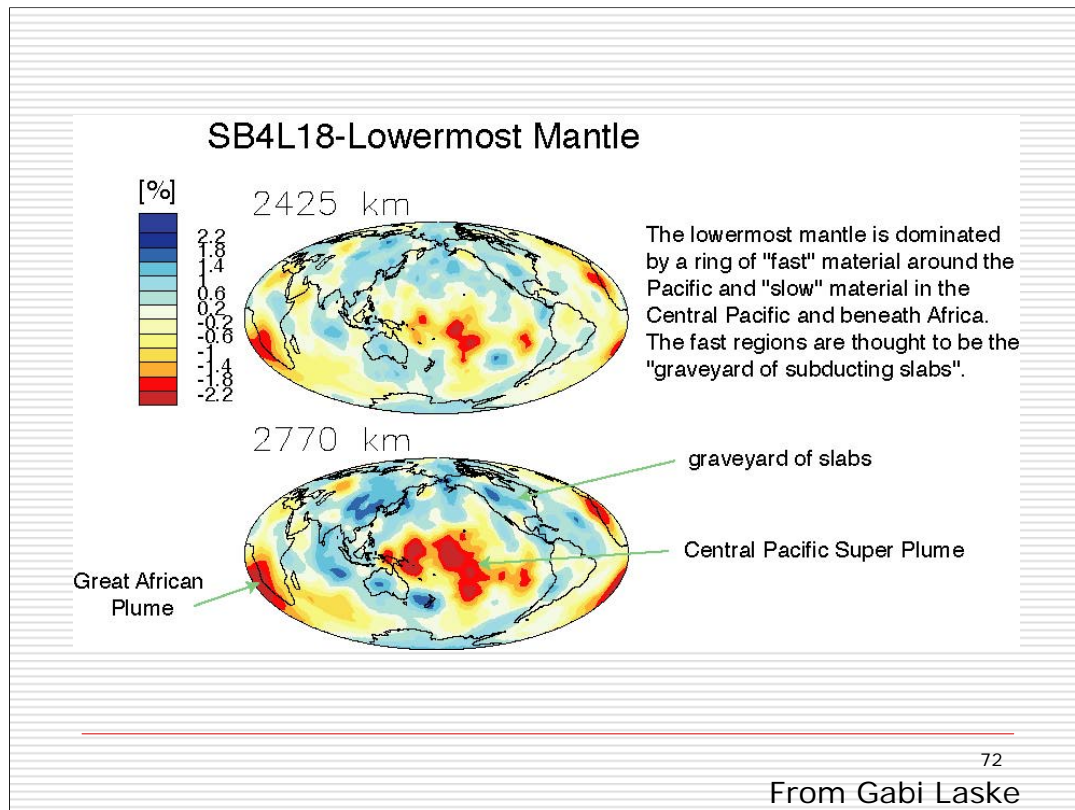 SB4L18-Lowermost Mantle
[%]
2.2
1.8
1.4
1
0.6
0.2
-0.2
-0.6
-1
-1.4
-1.8
-2.2
2425 km
The lowermost mantle is dominated
by a ring of "fast" material around the
Pacific and "slow" material in the
Central Pacific and beneath Africa.
The fast regions are thought to be the
"graveyard of subducting slabs".
2770 km
graveyard of slabs
Central Pacific Super Plume
Great African
Plume
72
From Gabi Laske